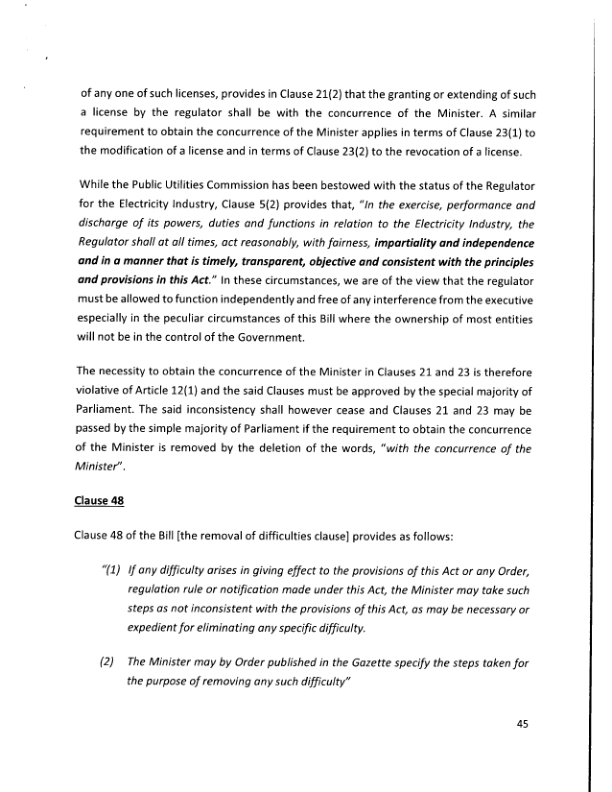 of any one of such licenses, provides in Clause 21(2) that the granting or extending of such
a license by the regulator shall be with the concurrence of the Minister. A similar
requirement to obtain the concurrence of the Minister applies in terms of Clause 23(1) to
the modification of a license and in terms of Clause 23(2) to the revocation of a license.
While the Public Utilities Commission has been bestowed with the status of the Regulator
for the Electricity Industry, Clause 5(2) provides that, "In the exercise, performance and
discharge of its powers, duties and functions in relation to the Electricity Industry, the
Regulator shall at all times, act reasonably, with fairness, impartiality and independence
and in a manner that is timely, transparent, objective and consistent with the principles
and provisions in this Act." In these circumstances, we are of the view that the regulator
must be allowed to function independently and free of any interference from the executive
especially in the peculiar circumstances of this Bill where the ownership of most entities
will not be in the control of the Government.
The necessity to obtain the concurrence of the Minister in Clauses 21 and 23 is therefore
violative of Article 12(1) and the said Clauses must be approved by the special majority of
Parliament. The said inconsistency shall however cease and Clauses 21 and 23 may be
passed by the simple majority of Parliament if the requirement to obtain the concurrence
of the Minister is removed by the deletion of the words, "with the concurrence of the
Minister".
Clause 48
Clause 48 of the Bill [the removal of difficulties clause] provides as follows:
"(1) If any difficulty arises in giving effect to the provisions of this Act or any Order,
regulation rule or notification made under this Act, the Minister may take such
steps as not inconsistent with the provisions of this Act, as may be necessary or
expedient for eliminating any specific difficulty.
(2) The Minister may by Order published in the Gazette specify the steps taken for
the purpose of removing any such difficulty"
45